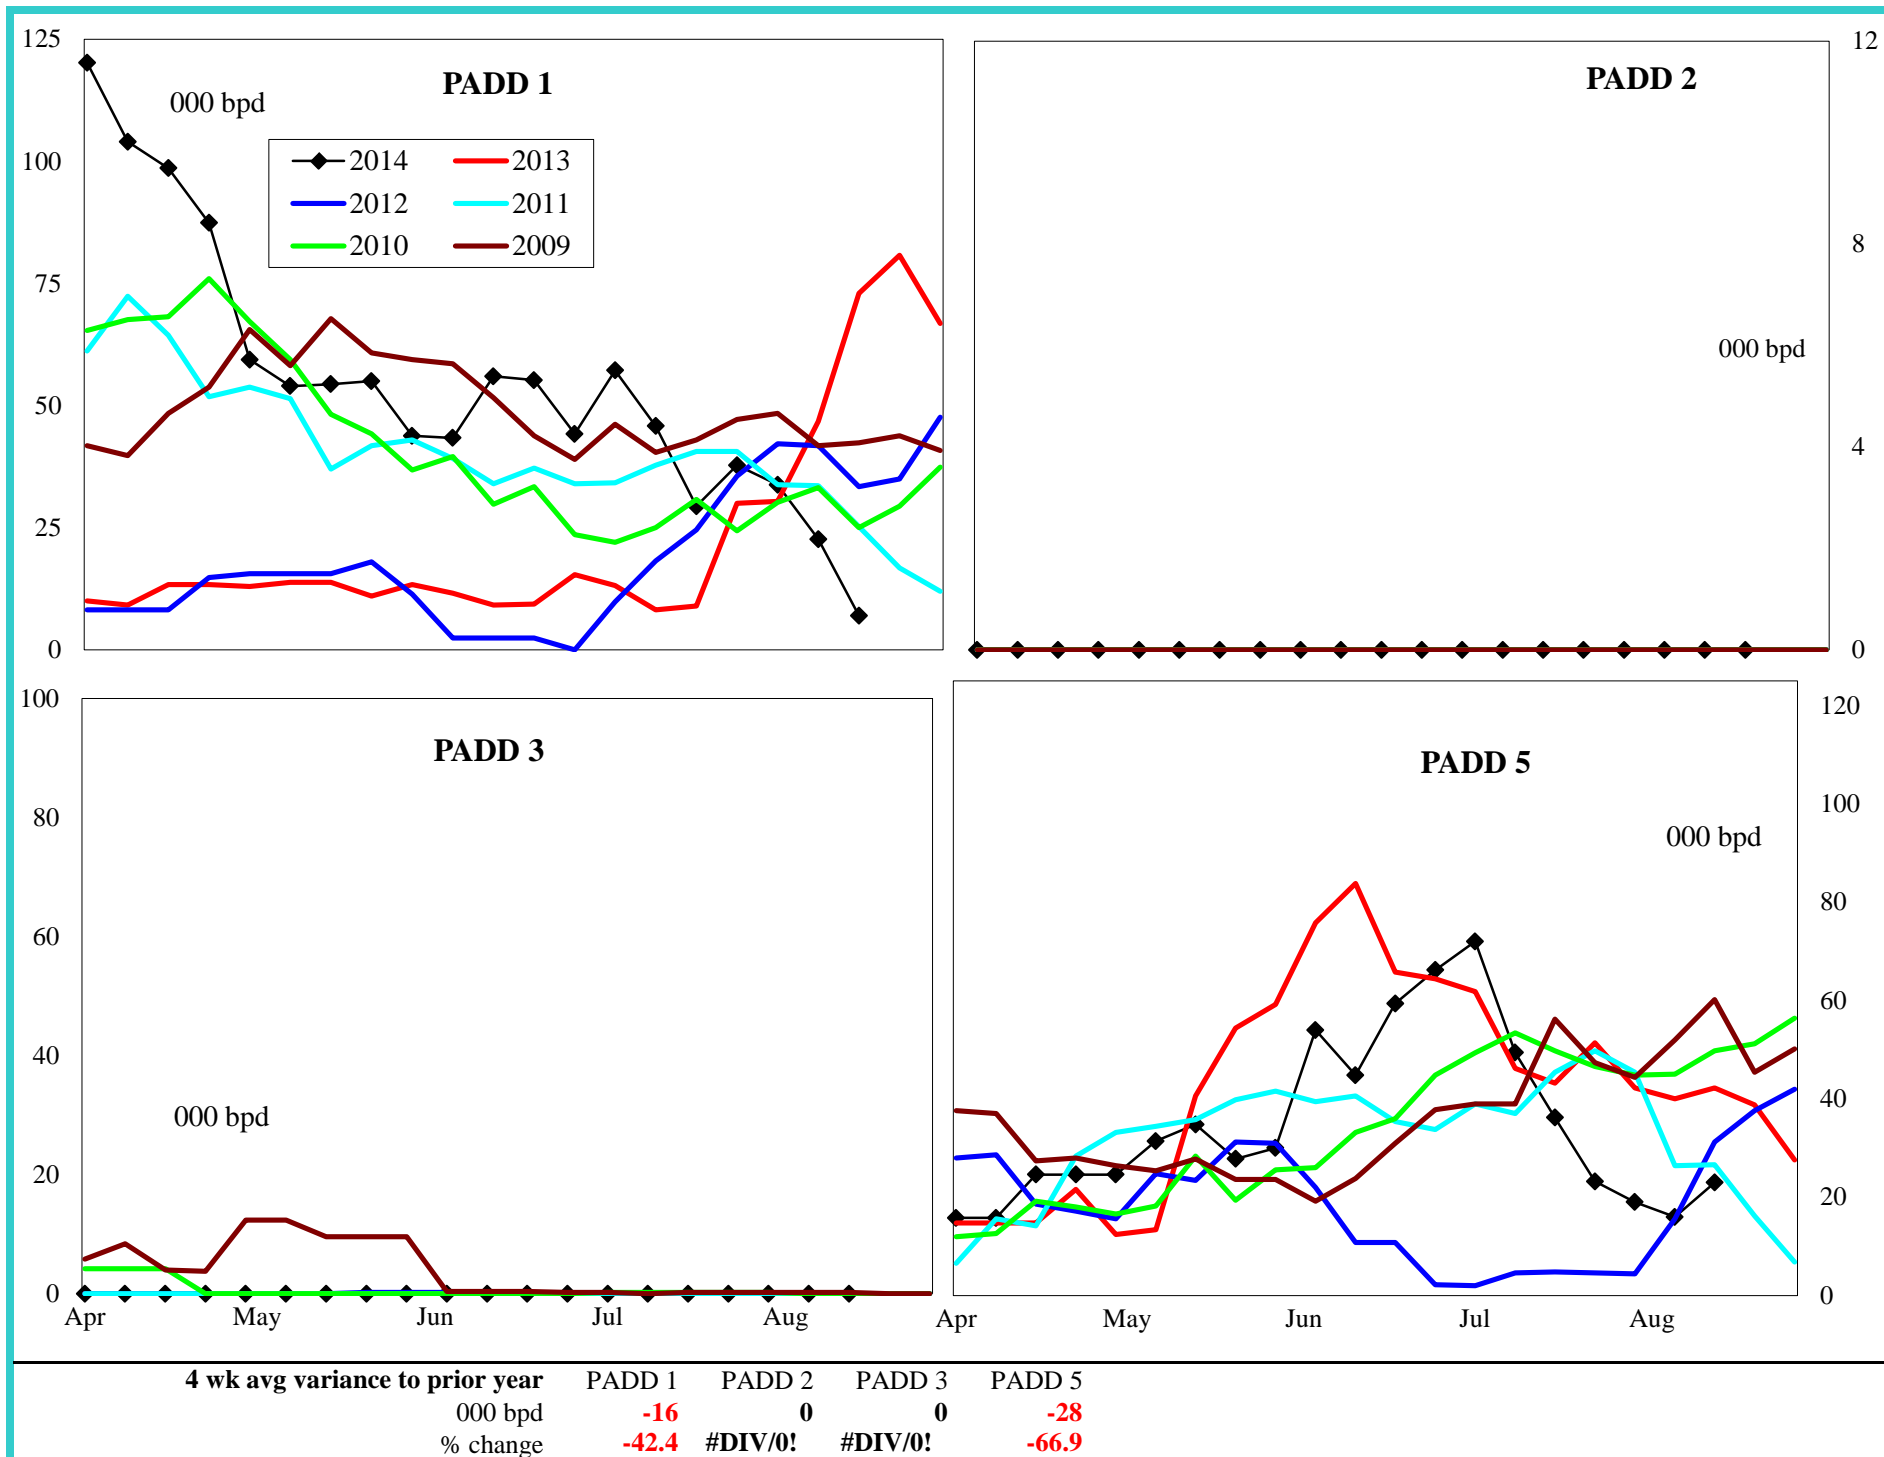 125
100
75
50
25
0
PADD 1
000 bpd
2014 2013
2012 2011
2010 2009
PADD 2
000 bpd
12
8
4
0
100
80
60
40
20
0
PADD 3
000 bpd
Apr May Jun Jul Aug
PADD 5
000 bpd
120
100
80
60
40
20
0
Apr May Jun Jul Aug
4 wk avg variance to prior year PADD 1 PADD 2 PADD 3 PADD 5
000 bpd -16 0 0 -28
% change -42.4 #DIV/0! #DIV/0! -66.9